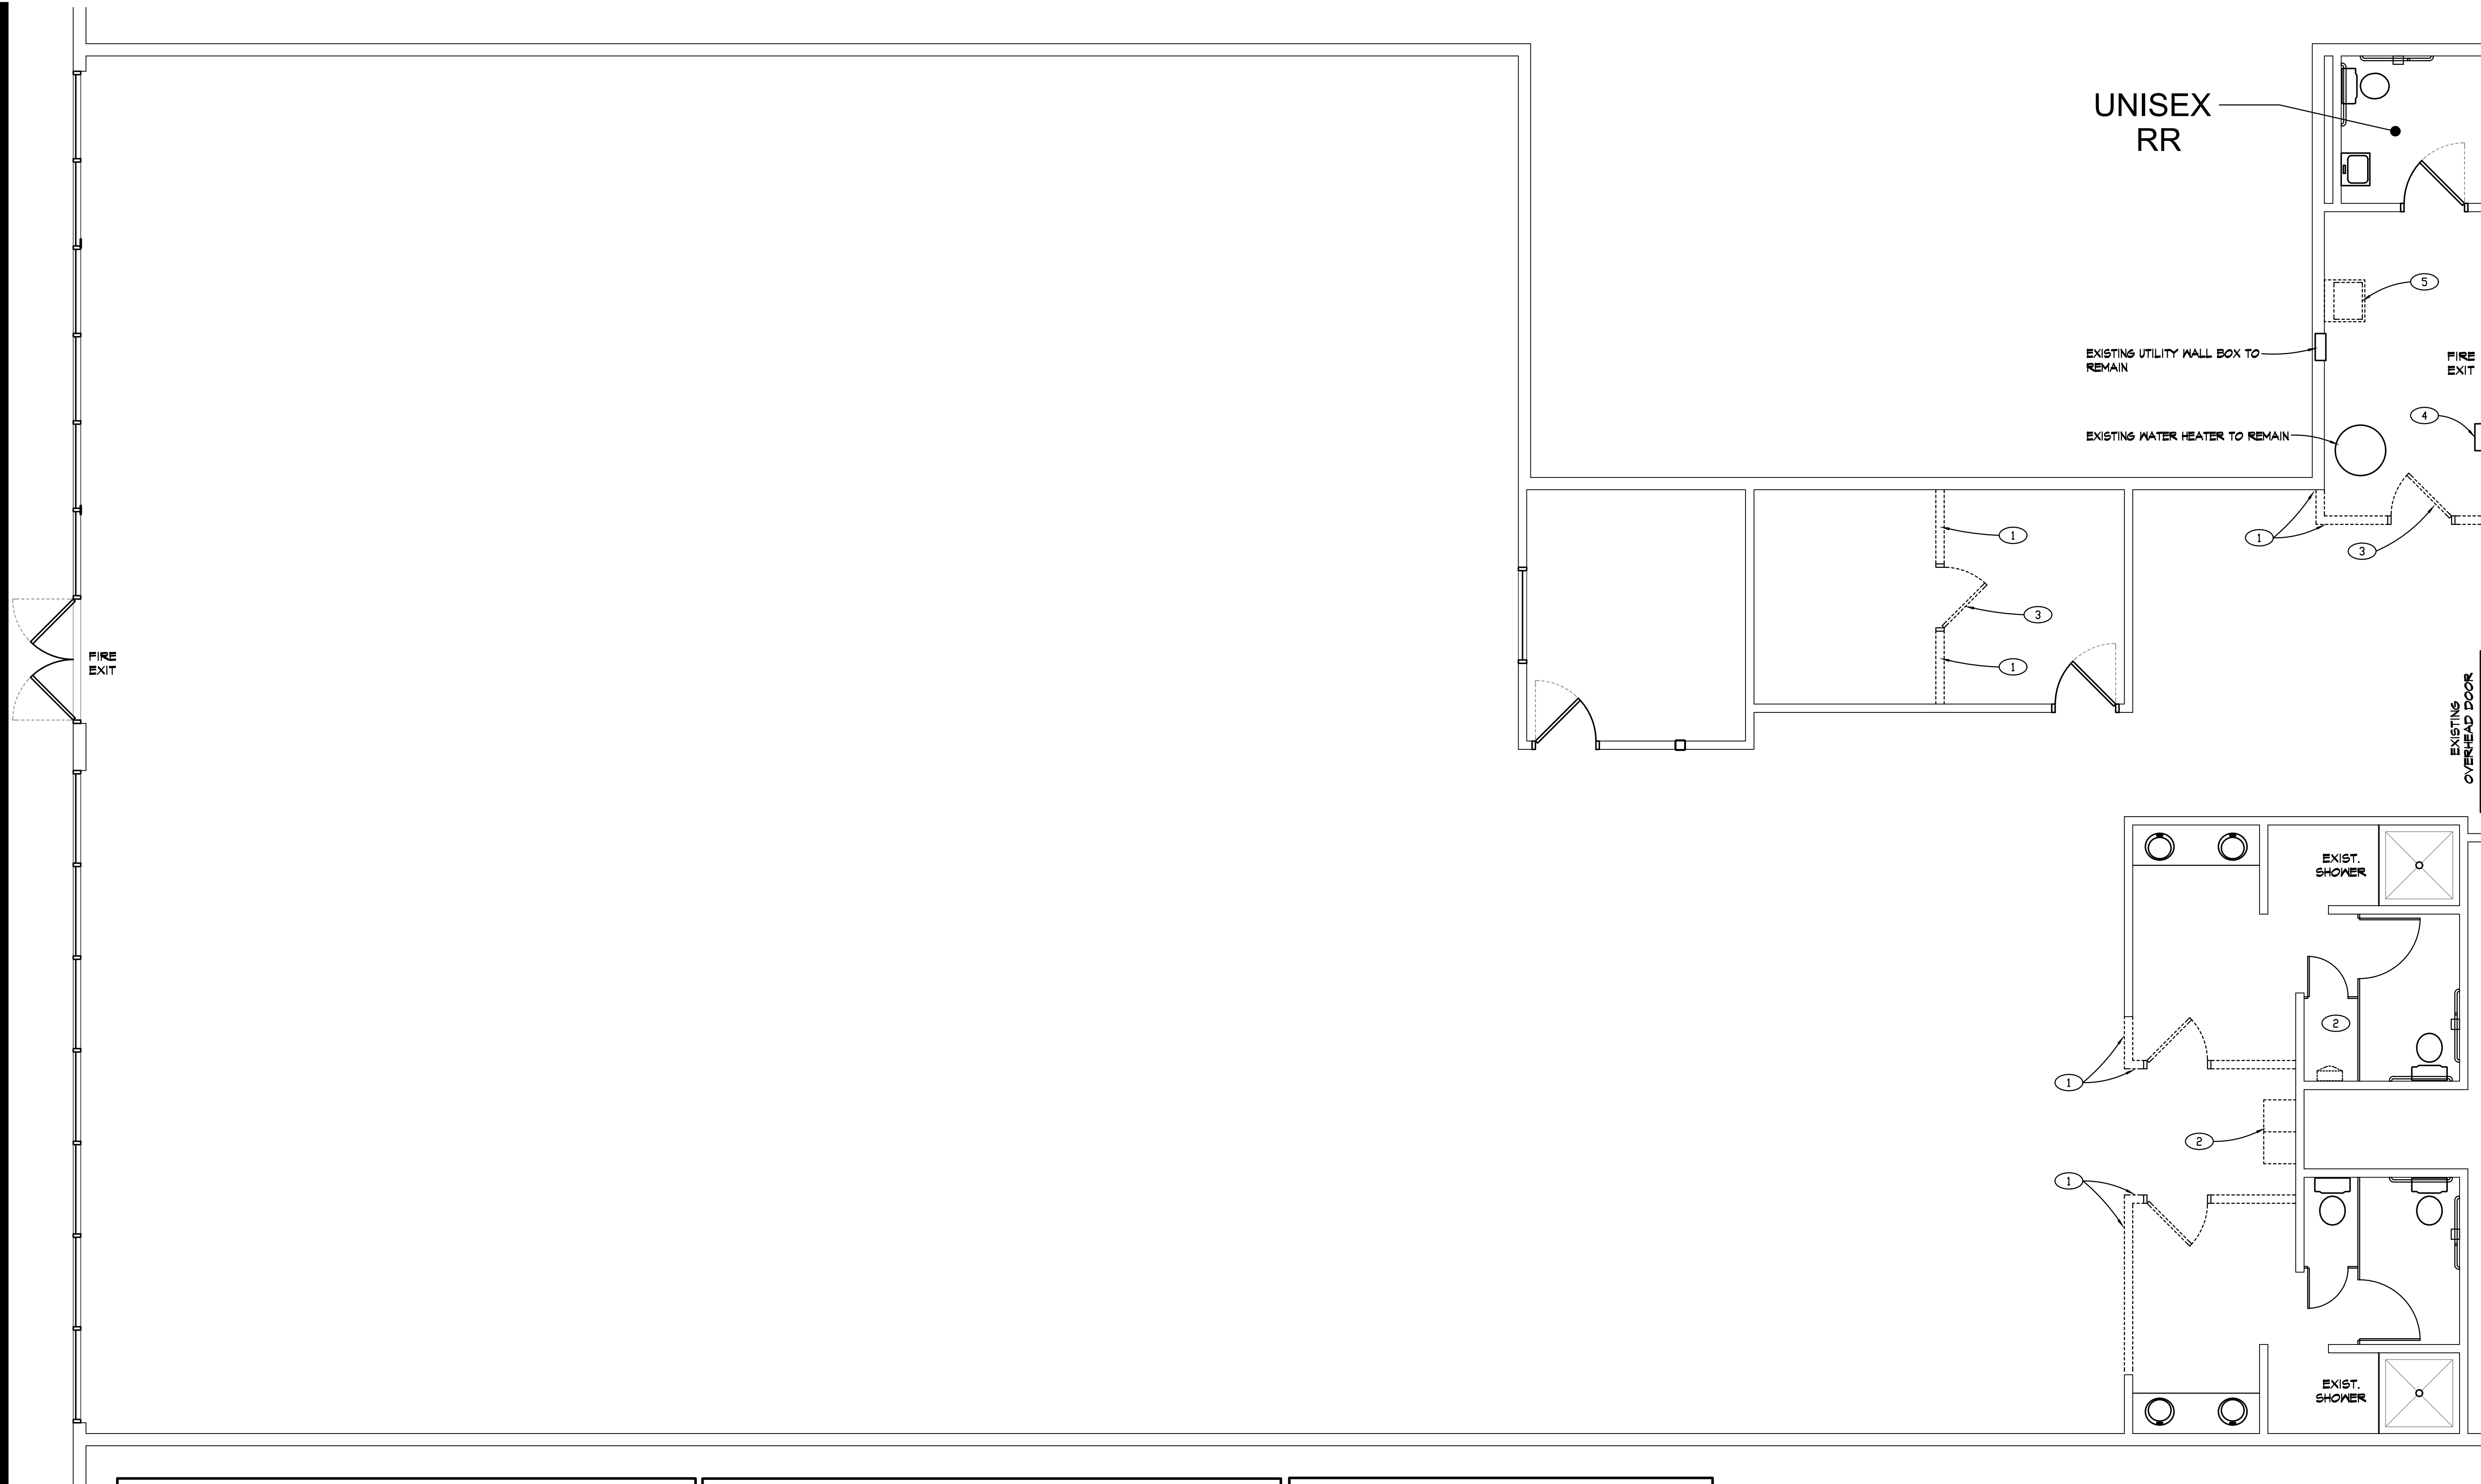 UNISEX
RR
5
EXISTING UTILITY WALL BOX TO
REMAIN
FIRE
EXIT
4
EXISTING WATER HEATER TO REMAIN
1
1
3
3
1
FIRE
EXIT
EXISTING
OVERHEAD DOOR
EXIST.
SHOWER
2
1
2
1
EXIST.
SHOWER